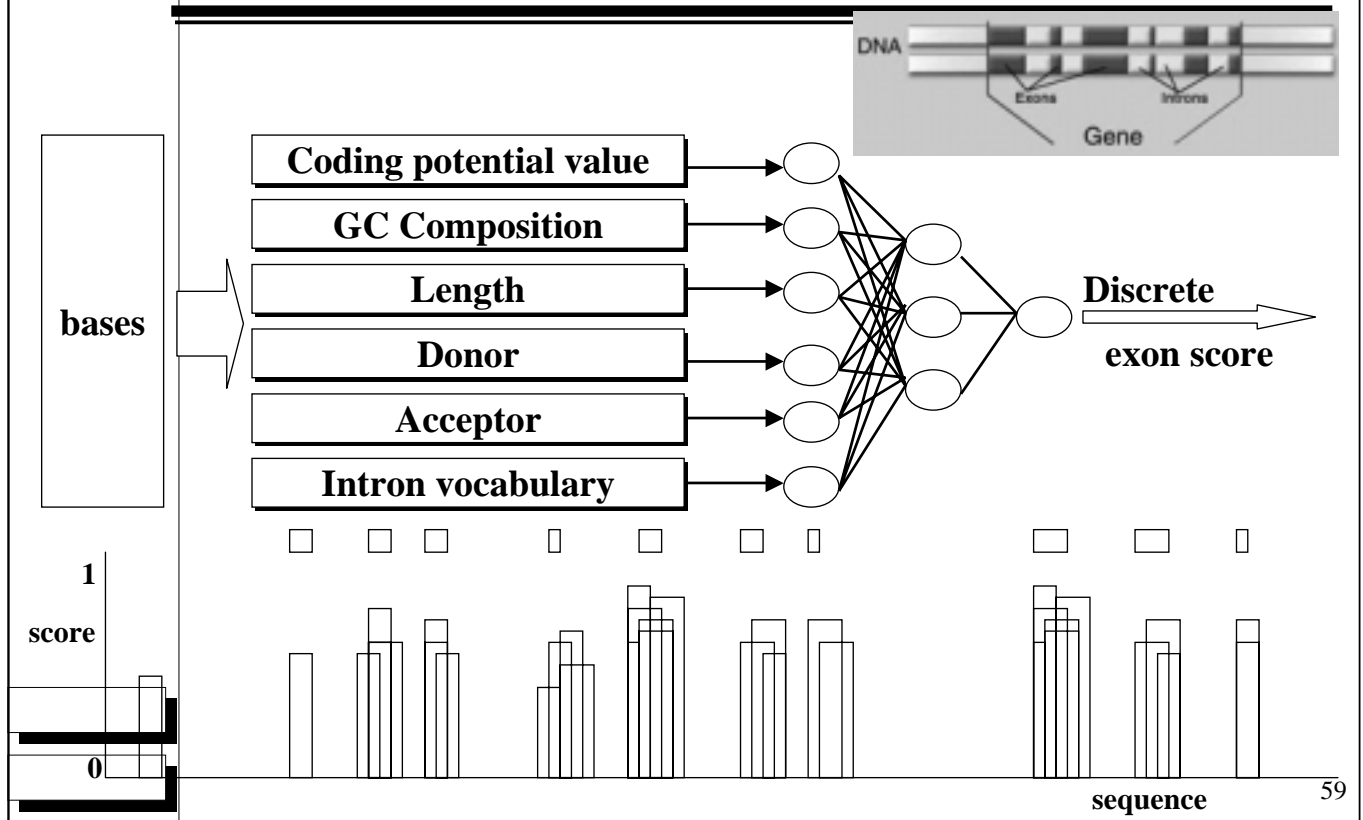 DNA
Exons
Introns
Gene
bases
Coding potential value
GC Composition
Length
Donor
Acceptor
Intron vocabulary
Discrete
exon score
1
score
0
sequence
59